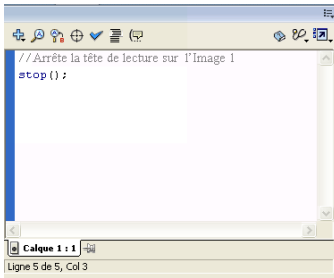 //Arrête la tête de lecture sur l'Image 1
stop();
Calque 1 : 1
Ligne 5 de 5, Col 3